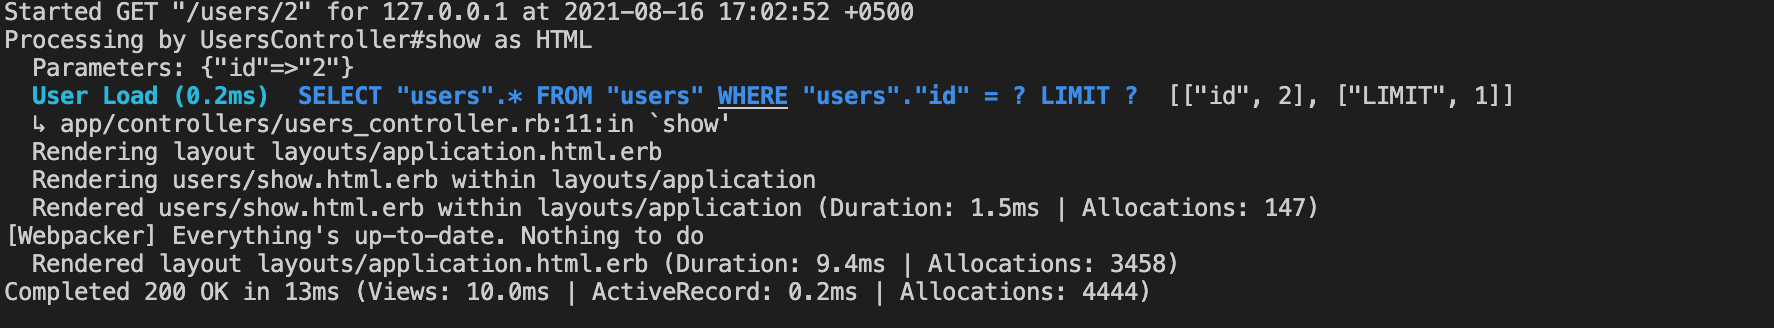 Started GET "/users/2" for 127.0.0.1 at 2021-08-16 17:02:52 +0500
Processing by UsersController#show as HTML
  Parameters: {"id"=>"2"}
  User Load (0.2ms)  SELECT "users".* FROM "users" WHERE "users"."id" = ? LIMIT ?  [["id", 2], ["LIMIT", 1]]
  ↳ app/controllers/users_controller.rb:11:in `show'
  Rendering layout layouts/application.html.erb
  Rendering users/show.html.erb within layouts/application
  Rendered users/show.html.erb within layouts/application (Duration: 1.5ms | Allocations: 147)
[Webpacker] Everything's up-to-date. Nothing to do
  Rendered layout layouts/application.html.erb (Duration: 9.4ms | Allocations: 3458)
Completed 200 OK in 13ms (Views: 10.0ms | ActiveRecord: 0.2ms | Allocations: 4444)